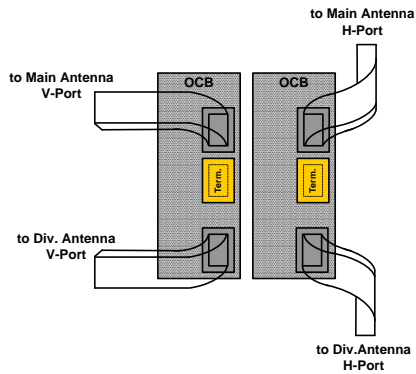 to Main Antenna
H-Port
to Main Antenna
V-Port
OCB
OCB
Term.
Term.
to Div. Antenna
V-Port
to Div.Antenna
H-Port